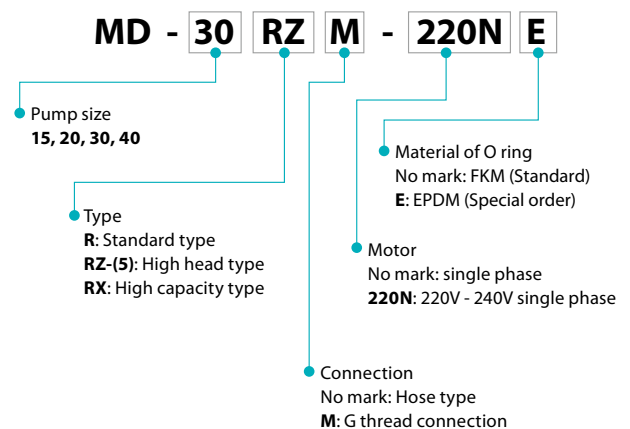 MD - 30 RZ M - 220N E
Pump size
15, 20, 30, 40
Material of O ring
No mark: FKM (Standard)
E: EPDM (Special order)
Type
R: Standard type
RZ-(5): High head type
RX: High capacity type
Motor
No mark: single phase
220N: 220V - 240V single phase
Connection
No mark: Hose type
M: G thread connection